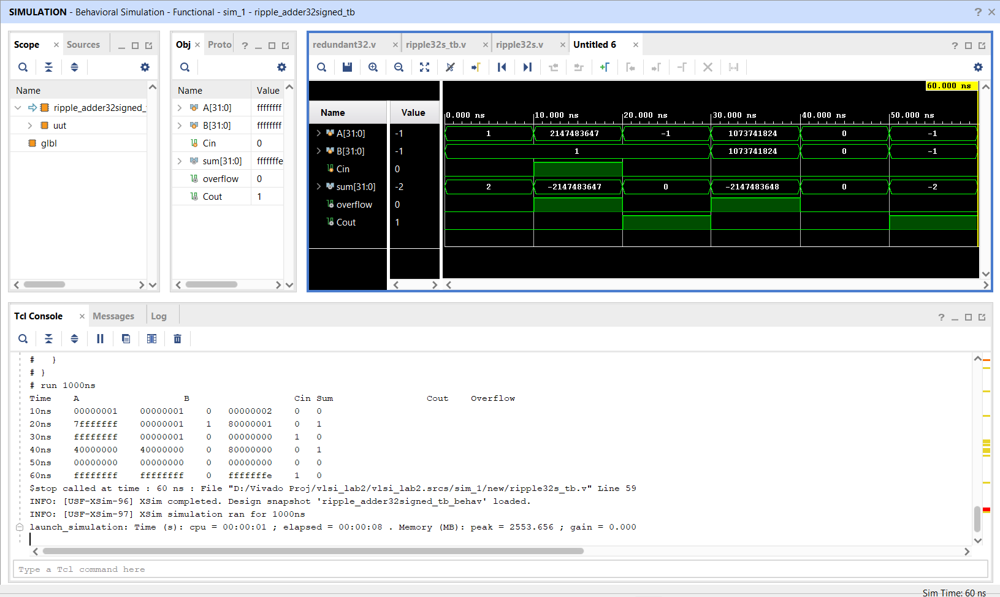 SIMULATION - Behavioral Simulation - Functional - sim_1 - ripple_adder32signed_tb
Scope Sources
Name
ripple_adder32signed_
uut
glbl
Obj Proto
Name Value
A[31:0] ffffffff
B[31:0] ffffffff
Cin 0
sum[31:0] fffffffe
overflow 0
Cout 1
redundant32.v ripple32s_tb.v ripple32s.v Untitled 6
60.000 ns
Name Value
0.000 ns 10.000 ns 20.000 ns 30.000 ns 40.000 ns 50.000 ns
A[31:0] -1 1 2147483647 -1 1073741824 0 -1
B[31:0] -1 1 1073741824 0 -1
Cin 0
sum[31:0] -2 2 -2147483647 0 -2147483648 0 -2
overflow 0
Cout 1
Tcl Console Messages Log
# }
# }
# run 1000ns
Time A B Cin Sum Cout Overflow
10ns 00000001 00000001 0 00000002 0 0
20ns 7fffffff 00000001 1 80000001 0 1
30ns ffffffff 00000001 0 00000000 1 0
40ns 40000000 40000000 0 80000000 0 1
50ns 00000000 00000000 0 00000000 0 0
60ns ffffffff ffffffff 0 fffffffe 1 0
$stop called at time : 60 ns : File "D:/Vivado Proj/vlsi_lab2/vlsi_lab2.srcs/sim_1/new/ripple32s_tb.v" Line 59
INFO: [USF-XSim-96] XSim completed. Design snapshot 'ripple_adder32signed_tb_behav' loaded.
INFO: [USF-XSim-97] XSim simulation ran for 1000ns
launch_simulation: Time (s): cpu = 00:00:01 ; elapsed = 00:00:08 . Memory (MB): peak = 2553.656 ; gain = 0.000
Type a Tcl command here
Sim Time: 60 ns